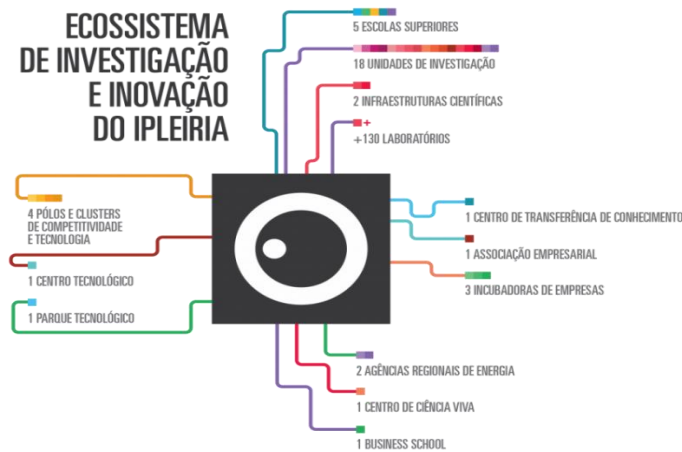 ECOSSISTEMA
DE INVESTIGAÇÃO
E INOVAÇÃO
DO IPLEIRIA
5 ESCOLAS SUPERIORES
18 UNIDADES DE INVESTIGAÇÃO
2 INFRAESTRUTURAS CIENTÍFICAS
+
+130 LABORATÓRIOS
4 PÓLOS E CLUSTERS
DE COMPETITIVIDADE
E TECNOLOGIA
1 CENTRO TECNOLÓGICO
1 PARQUE TECNOLÓGICO
1 CENTRO DE TRANSFERÊNCIA DE CONHECIMENTO
1 ASSOCIAÇÃO EMPRESARIAL
3 INCUBADORAS DE EMPRESAS
2 AGÊNCIAS REGIONAIS DE ENERGIA
1 CENTRO DE CIÊNCIA VIVA
1 BUSINESS SCHOOL